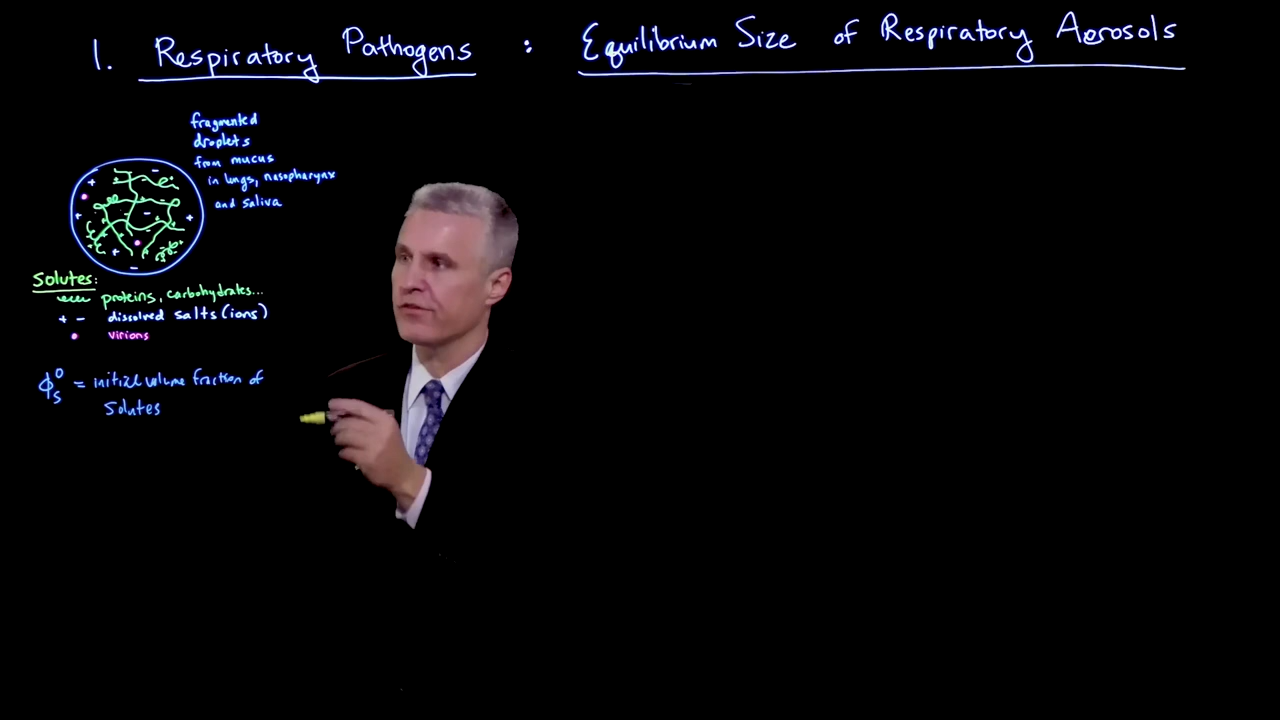 1. Respiratory Pathogens : Equilibrium Size of Respiratory Aerosols
fragmented
droplets
from mucus
in lungs, nasopharynx
and saliva
Solutes:
proteins, carbohydrates...
+ - dissolved salts (ions)
• virions
ϕₛ⁰ = initial volume fraction of
solutes